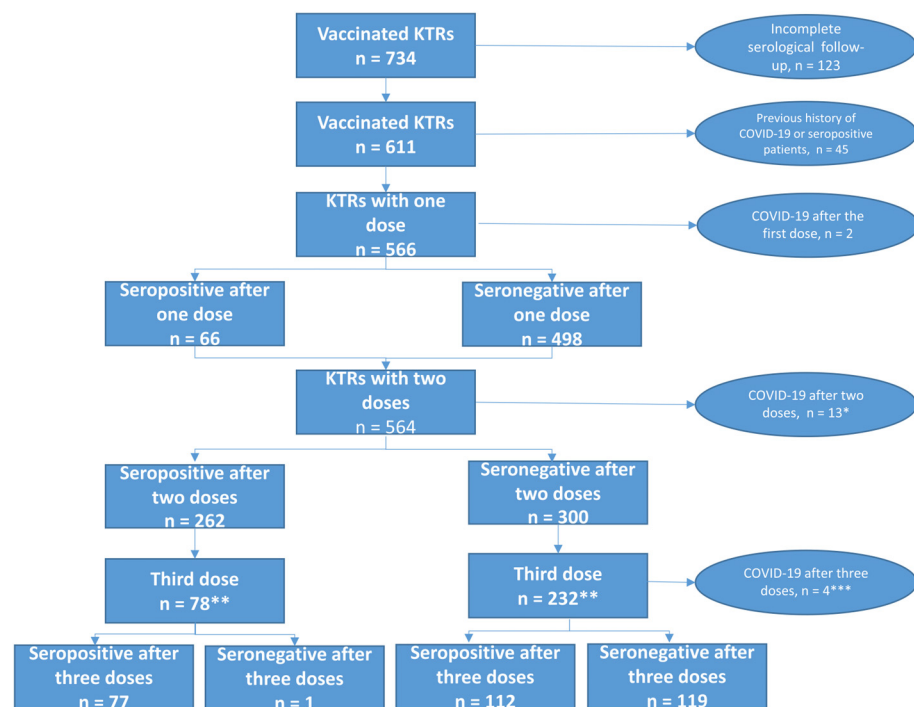 Vaccinated KTRs
n = 734
Incomplete
serological follow-
up, n = 123
Vaccinated KTRs
n = 611
Previous history of
COVID-19 or seropositive
patients, n = 45
KTRs with one
dose
n = 566
COVID-19 after the
first dose, n = 2
Seropositive after
one dose
n = 66
Seronegative after
one dose
n = 498
KTRs with two
doses
n = 564
COVID-19 after two
doses, n = 13*
Seropositive after
two doses
n = 262
Seronegative after
two doses
n = 300
Third dose
n = 78**
Third dose
n = 232**
COVID-19 after three
doses, n = 4***
Seropositive after
three doses
n = 77
Seronegative after
three doses
n = 1
Seropositive after
three doses
n = 112
Seronegative after
three doses
n = 119